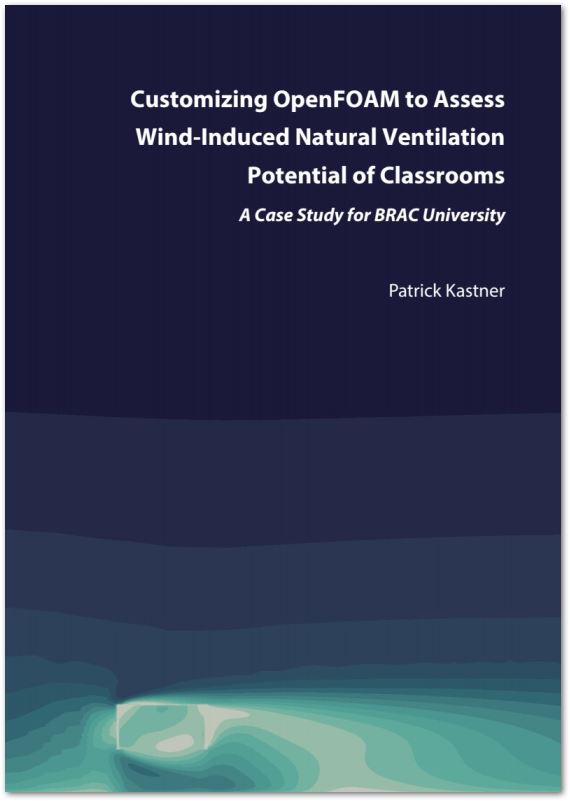 Customizing OpenFOAM to Assess
Wind-Induced Natural Ventilation
Potential of Classrooms
A Case Study for BRAC University
Patrick Kastner